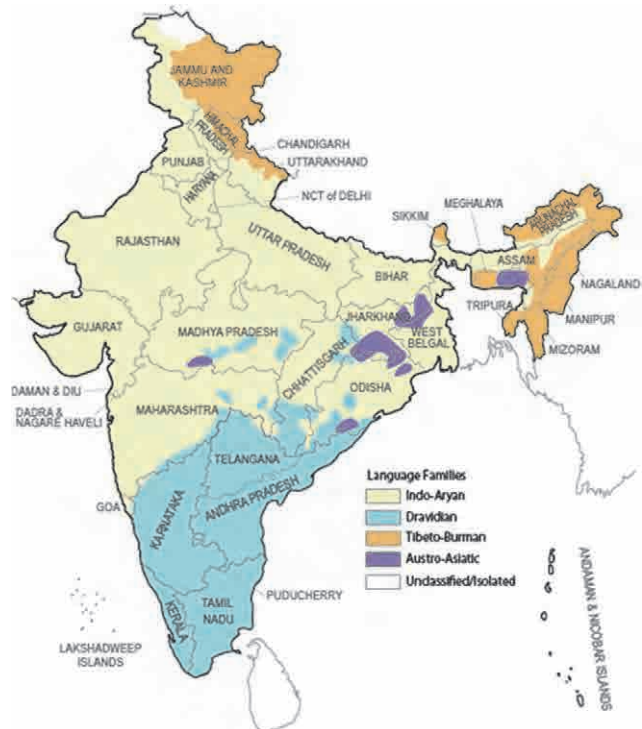 JAMMU AND
KASHMIR
HIMACHAL
PRADESH
CHANDIGARH
PUNJAB
UTTARAKHAND
HARYANA
NCT of DELHI
MEGHALAYA
SIKKIM
ARUNACHAL
PRADESH
RAJASTHAN
UTTAR PRADESH
ASSAM
BIHAR
NAGALAND
TRIPURA
JHARKHAND
MANIPUR
GUJARAT
MADHYA PRADESH
WEST
BELGAL
MIZORAM
CHHATTISGARH
DAMAN & DIU
ODISHA
DADRA &
NAGARE HAVELI
MAHARASHTRA
TELANGANA
Language Families
Indo-Aryan
GOA
KARNATAKA
ANDHRA PRADESH
Dravidian
Tibeto-Burman
Austro-Asiatic
Unclassified/Isolated
PUDUCHERRY
TAMIL
NADU
KERALA
LAKSHADWEEP
ISLANDS
ANDAMAN & NICOBAR ISLANDS